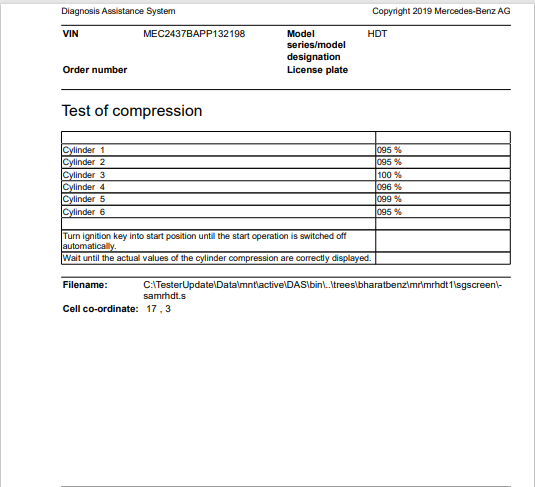 Diagnosis Assistance System Copyright 2019 Mercedes-Benz AG
VIN MEC2437BAPP132198 Model series/model designation HDT
Order number License plate
Test of compression
Cylinder 1 095 %
Cylinder 2 095 %
Cylinder 3 100 %
Cylinder 4 096 %
Cylinder 5 099 %
Cylinder 6 095 %
Turn ignition key into start position until the start operation is switched off
automatically.
Wait until the actual values of the cylinder compression are correctly displayed.
Filename: C:\TesterUpdate\Data\mnt\active\DAS\bin\..\trees\bharatbenz\mr\mrhdt1\sgscreen\-
samrhdt.s
Cell co-ordinate: 17 , 3